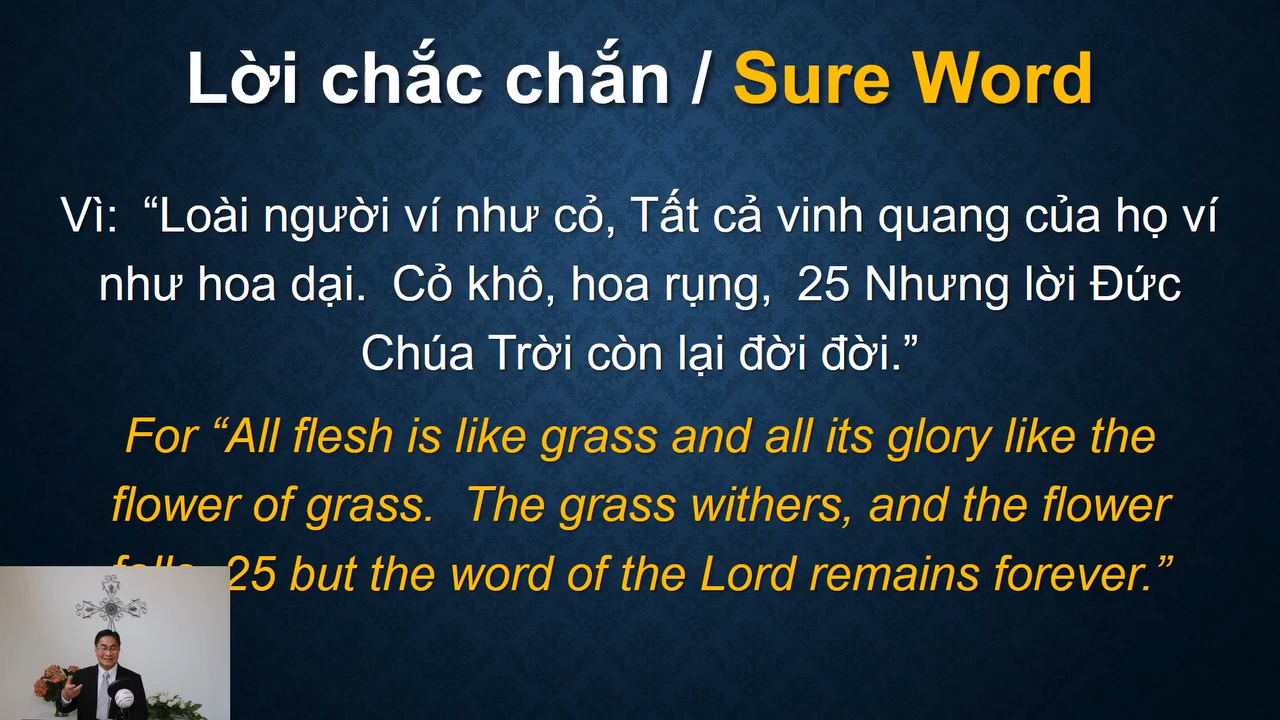 Lời chắc chắn / Sure Word
Vì: “Loài người ví như cỏ, Tất cả vinh quang của họ ví
như hoa dại. Cỏ khô, hoa rụng, 25 Nhưng lời Đức
Chúa Trời còn lại đời đời.”
For “All flesh is like grass and all its glory like the
flower of grass. The grass withers, and the flower
25 but the word of the Lord remains forever.”